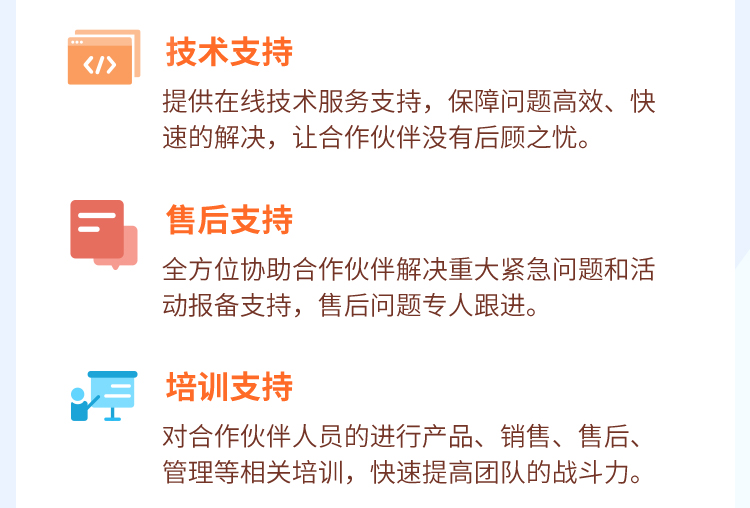 技术支持
提供在线技术服务支持，保障问题高效、快
速的解决，让合作伙伴没有后顾之忧。
售后支持
全方位协助合作伙伴解决重大紧急问题和活
动报备支持，售后问题专人跟进。
培训支持
对合作伙伴人员的进行产品、销售、售后、
管理等相关培训，快速提高团队的战斗力。